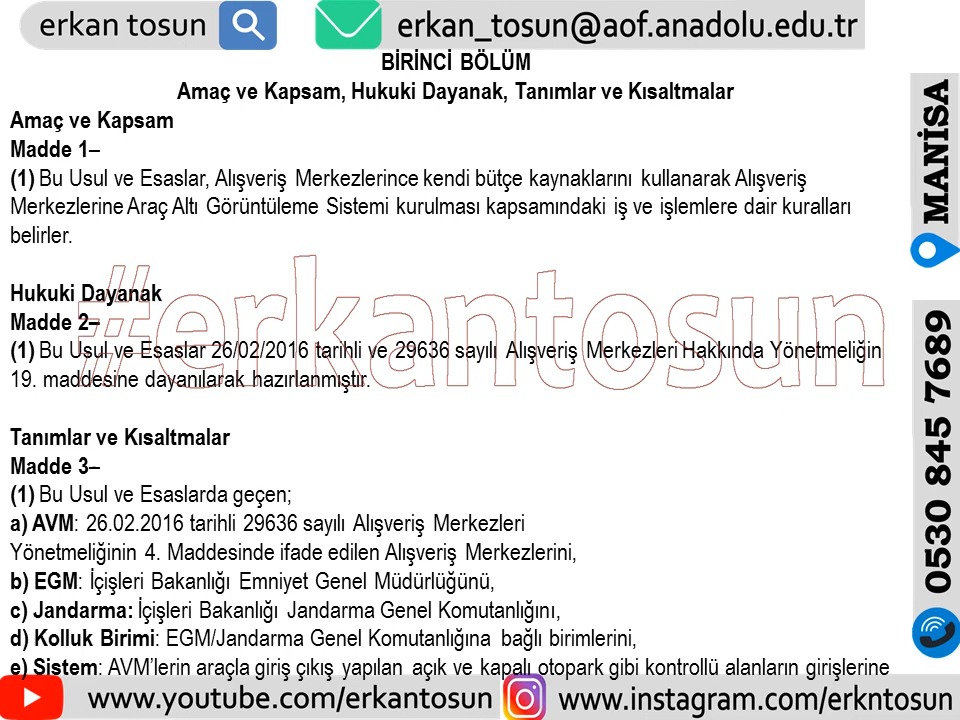 erkan tosun
erkan_tosun@aof.anadolu.edu.tr
BİRİNCİ BÖLÜM
Amaç ve Kapsam, Hukuki Dayanak, Tanımlar ve Kısaltmalar
Amaç ve Kapsam
Madde 1–
(1) Bu Usul ve Esaslar, Alışveriş Merkezlerince kendi bütçe kaynaklarını kullanarak Alışveriş
Merkezlerine Araç Altı Görüntüleme Sistemi kurulması kapsamındaki iş ve işlemlere dair kuralları
belirler.
Hukuki Dayanak
Madde 2–
(1) Bu Usul ve Esaslar 26/02/2016 tarihli ve 29636 sayılı Alışveriş Merkezleri Hakkında Yönetmeliğin
19. maddesine dayanılarak hazırlanmıştır.
#erkantosun
Tanımlar ve Kısaltmalar
Madde 3–
(1) Bu Usul ve Esaslarda geçen;
a) AVM: 26.02.2016 tarihli 29636 sayılı Alışveriş Merkezleri
Yönetmeliğinin 4. Maddesinde ifade edilen Alışveriş Merkezlerini,
b) EGM: İçişleri Bakanlığı Emniyet Genel Müdürlüğünü,
c) Jandarma: İçişleri Bakanlığı Jandarma Genel Komutanlığını,
d) Kolluk Birimi: EGM/Jandarma Genel Komutanlığına bağlı birimlerini,
e) Sistem: AVM’lerin araçla giriş çıkış yapılan açık ve kapalı otopark gibi kontrollü alanların girişlerine
MANİSA
0530 845 7689
www.youtube.com/erkantosun
www.instagram.com/erkntosun